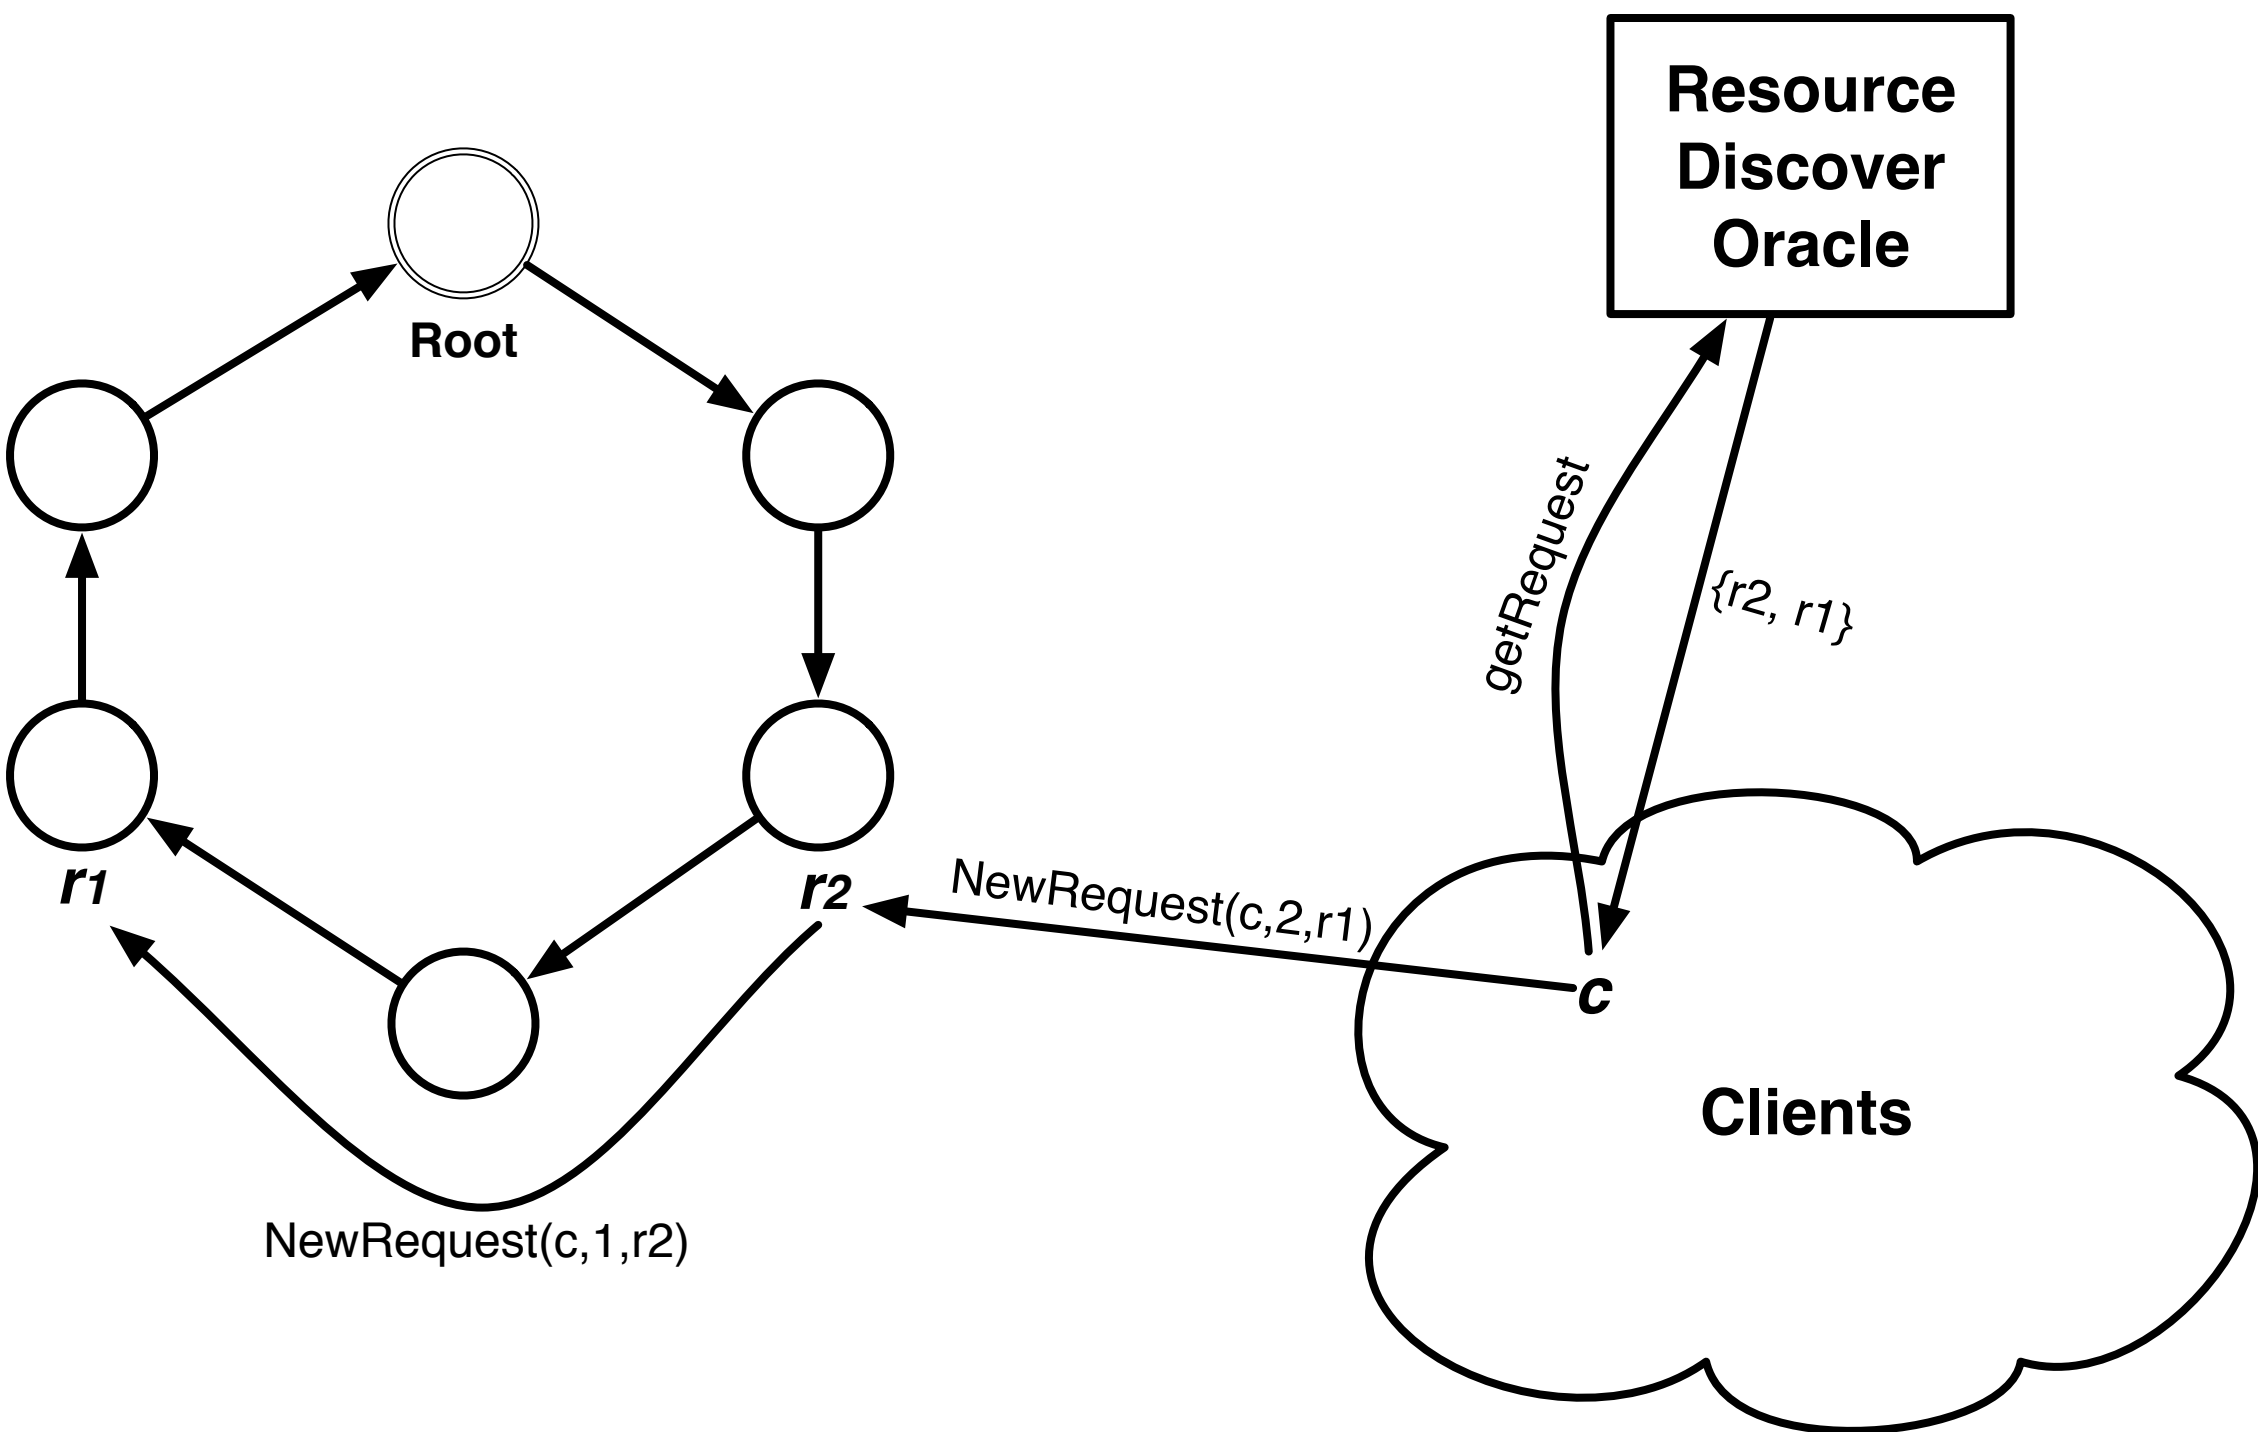 Resource
Discover
Oracle
Root
getRequest
{r2, r1}
r1
r2
NewRequest(c,2,r1)
c
Clients
NewRequest(c,1,r2)